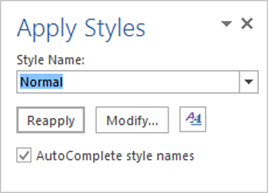 Apply Styles
Style Name:
Normal
Reapply
Modify...
AutoComplete style names